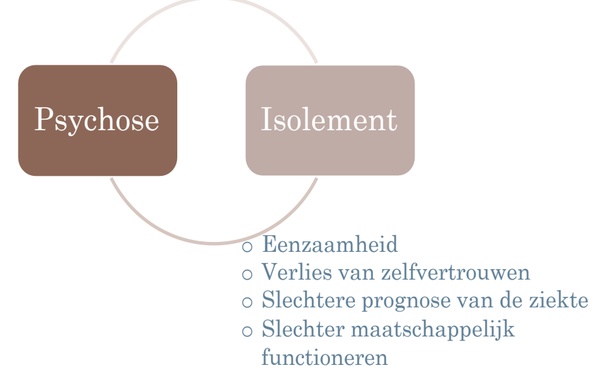 Psychose
Isolement
○ Eenzaamheid
○ Verlies van zelfvertrouwen
○ Slechtere prognose van de ziekte
○ Slechter maatschappelijk
functioneren